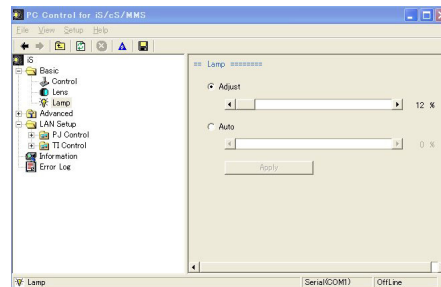 PC Control for iS/cS/MMS
File View Setup Help
iS
Basic
Control
Lens
Lamp
Advanced
LAN Setup
PJ Control
TI Control
Information
Error Log
== Lamp ========
Adjust
12 %
Auto
0 %
Apply
Lamp
Serial(COM1)
OffLine